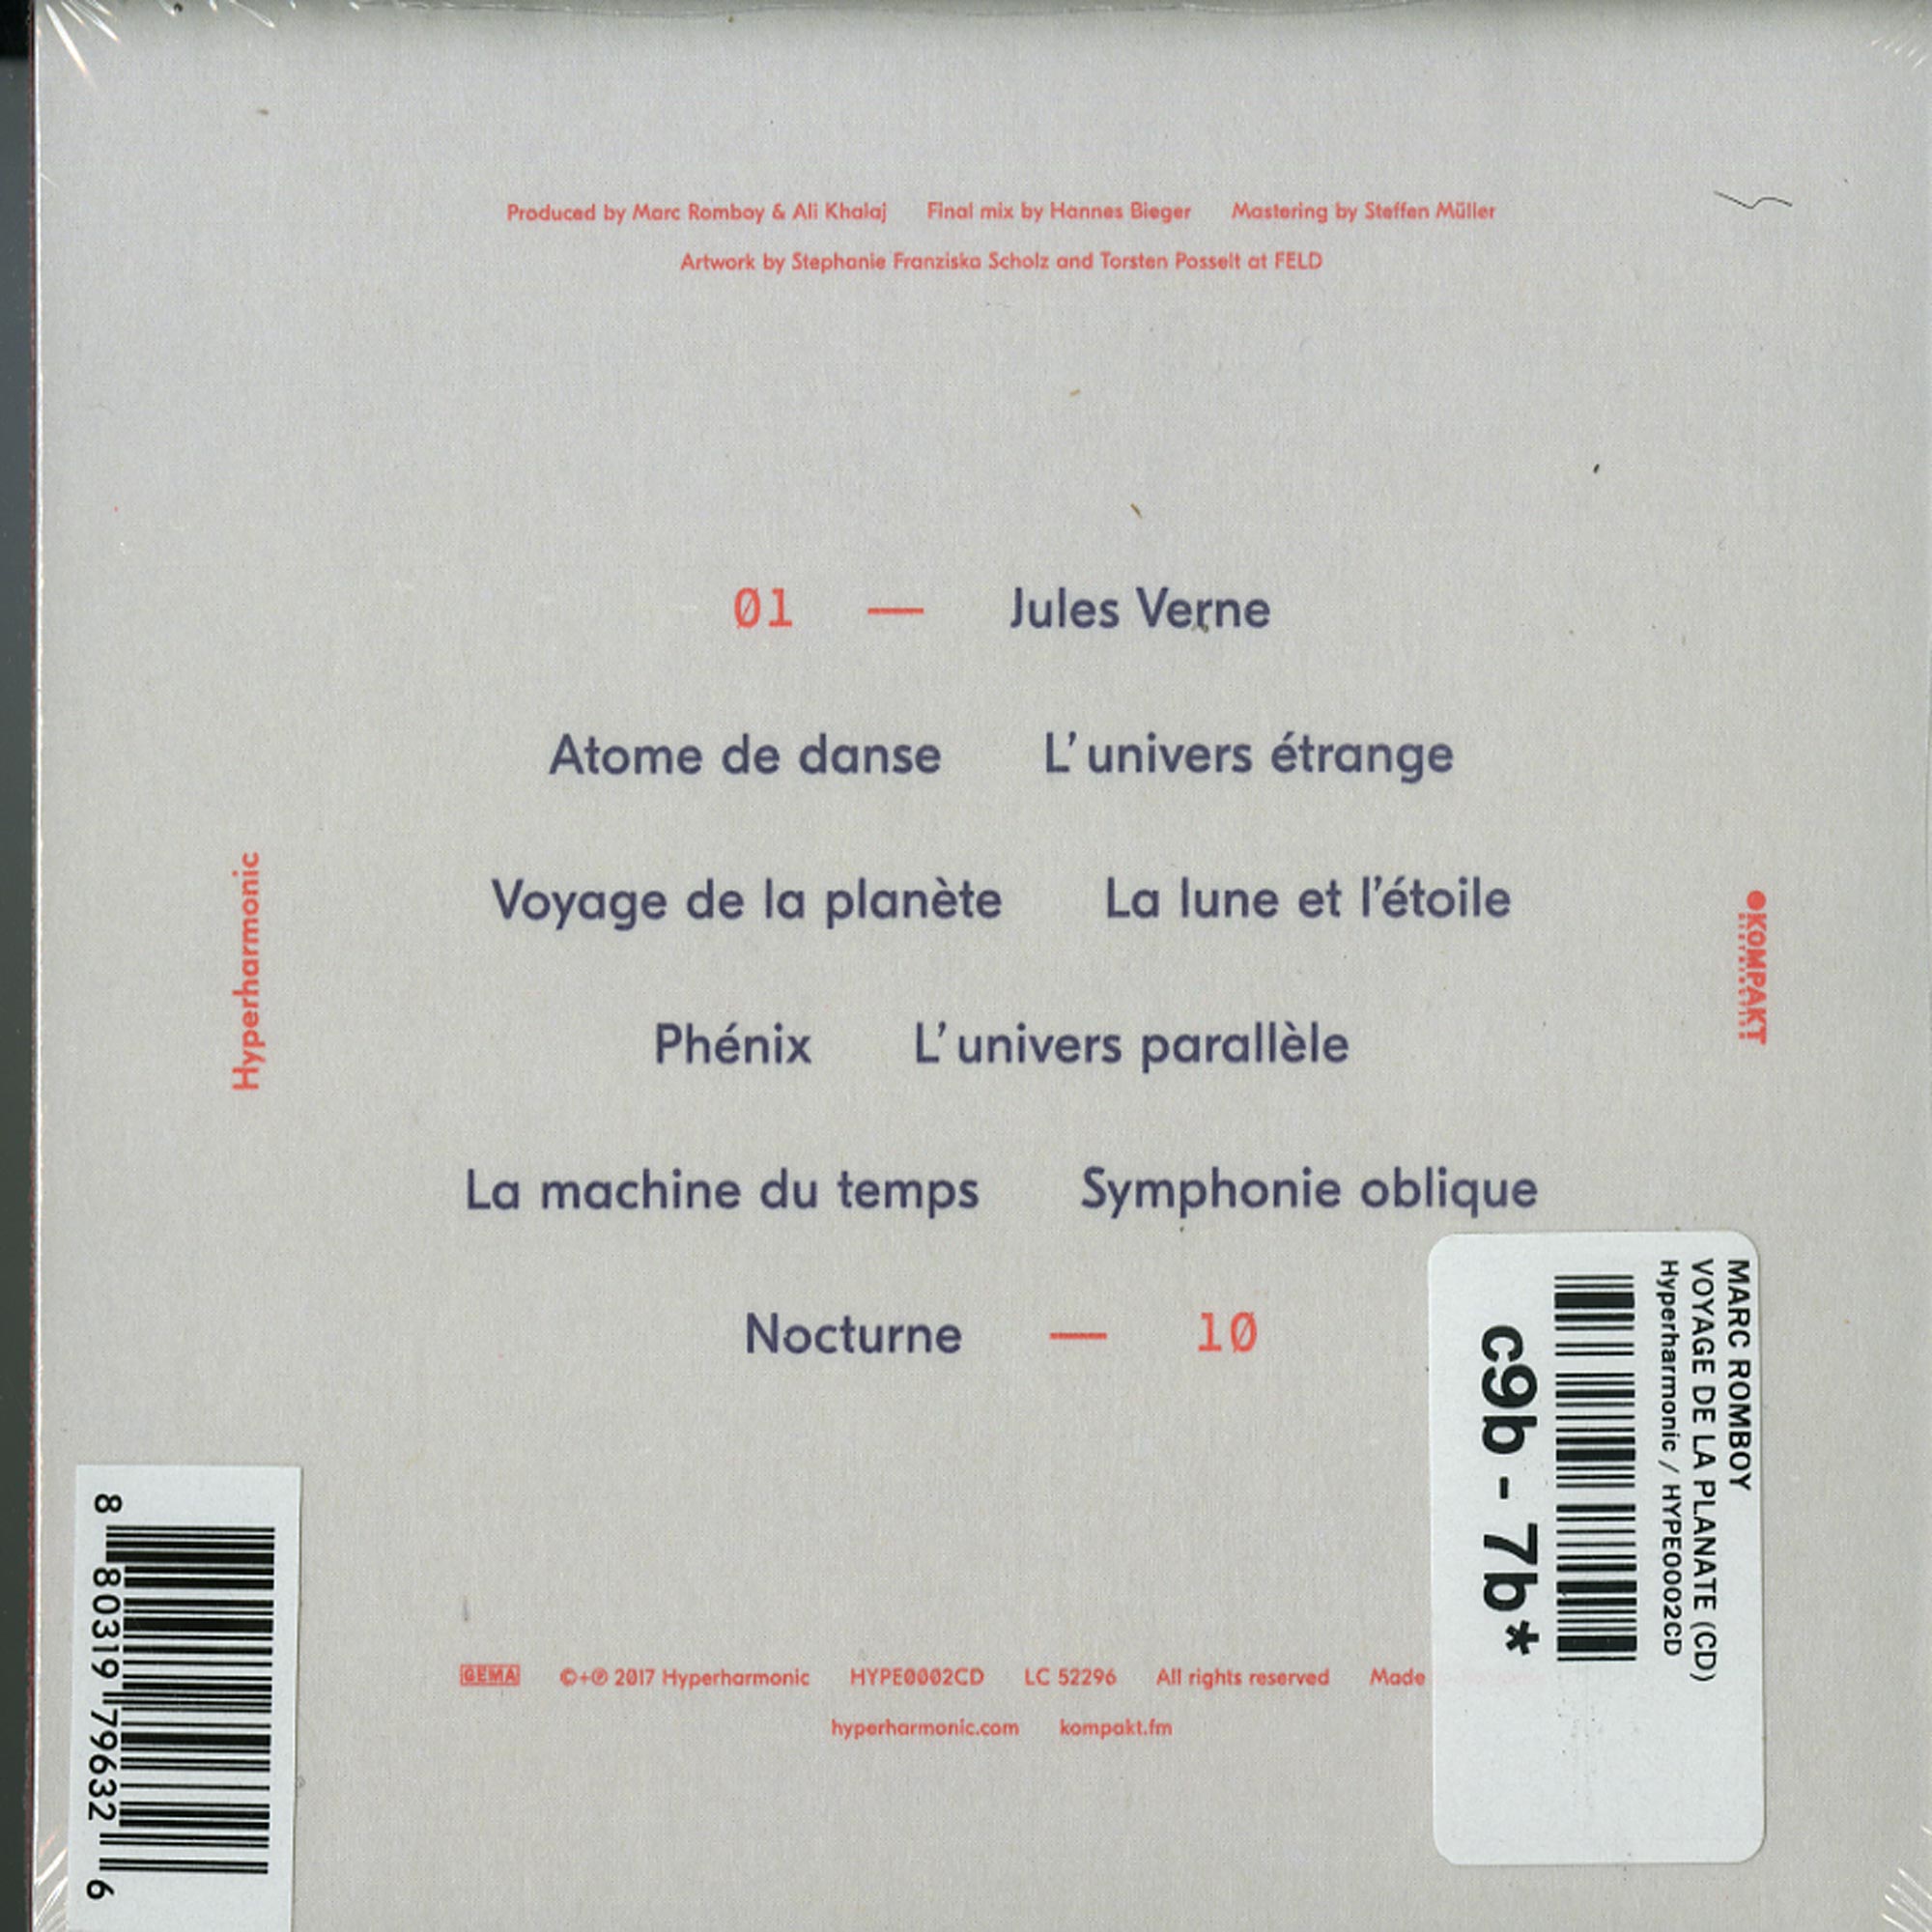 Produced by Marc Romboy & Ali Khalaj Final mix by Hannes Bieger Mastering by Steffen Müller
Artwork by Stephanie Franziska Scholz and Torsten Posselt at FELD
01 — Jules Verne
Atome de danse L'univers étrange
Voyage de la planète La lune et l'étoile
Phénix L'univers parallèle
La machine du temps Symphonie oblique
Nocturne — 10
Hyperharmonic
KOMPAKT
MARC ROMBOY
VOYAGE DE LA PLANATE (CD)
Hyperharmonic / HYPE0002CD
c9b - 7b*
8 80319 79632 6
GEMA ©+℗ 2017 Hyperharmonic HYPE0002CD LC 52296 All rights reserved Made
hyperharmonic.com kompakt.fm